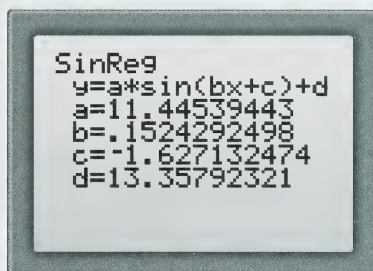 SinReg
y=a*sin(bx+c)+d
a=11.44539443
b=.1524292498
c=-1.627132474
d=13.35792321